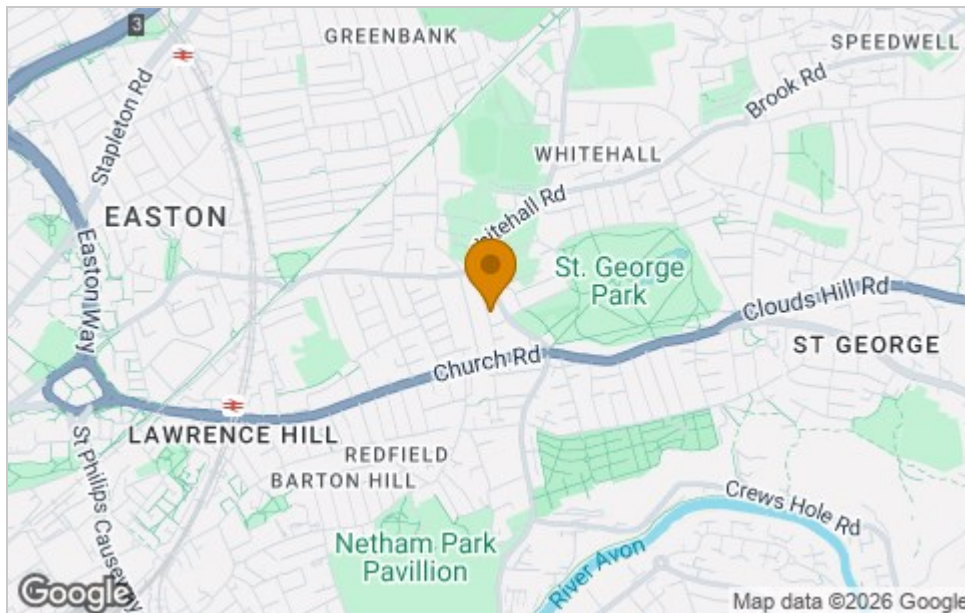 3
GREENBANK
SPEEDWELL
Stapleton Rd
Brook Rd
WHITEHALL
EASTON
hitehall Rd
Easton Way
St. George
Park
Clouds Hill Rd
Church Rd
ST GEORGE
LAWRENCE HILL
REDFIELD
BARTON HILL
St Philips Causeway
Crews Hole Rd
Netham Park
Pavillion
River Avon
Google
Map data ©2026 Google